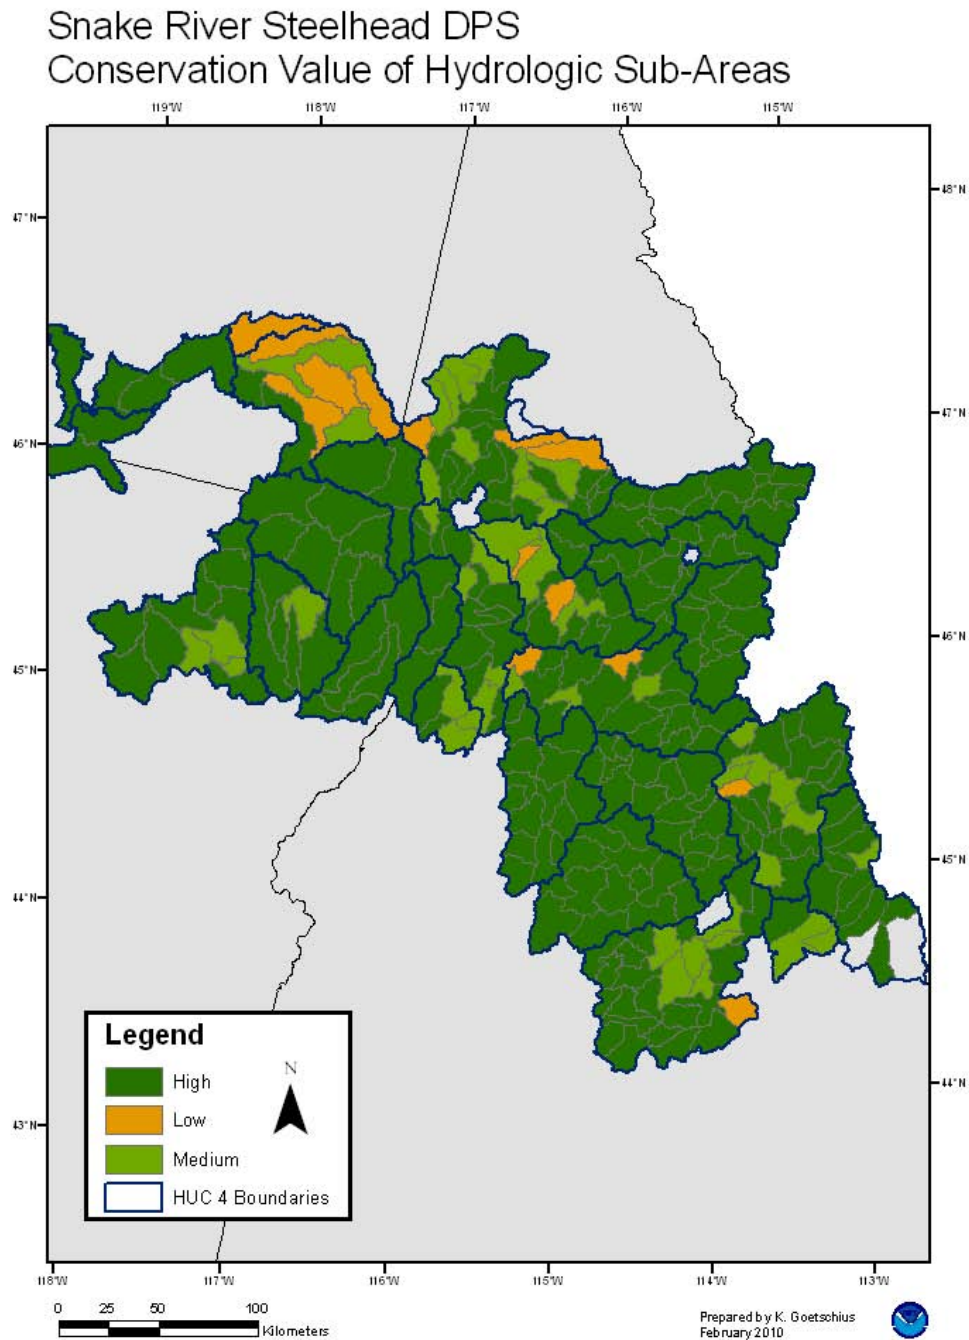 Snake River Steelhead DPS
Conservation Value of Hydrologic Sub-Areas
119°W 118°W 117°W 116°W 115°W
48°N
47°N
47°N
46°N
46°N
45°N
45°N
44°N
44°N
43°N
Legend
N
High
Low
Medium
HUC 4 Boundaries
118°W 117°W 116°W 115°W 114°W 113°W
0 25 50 100
Kilometers
Prepared by K. Goetschius
February 2010